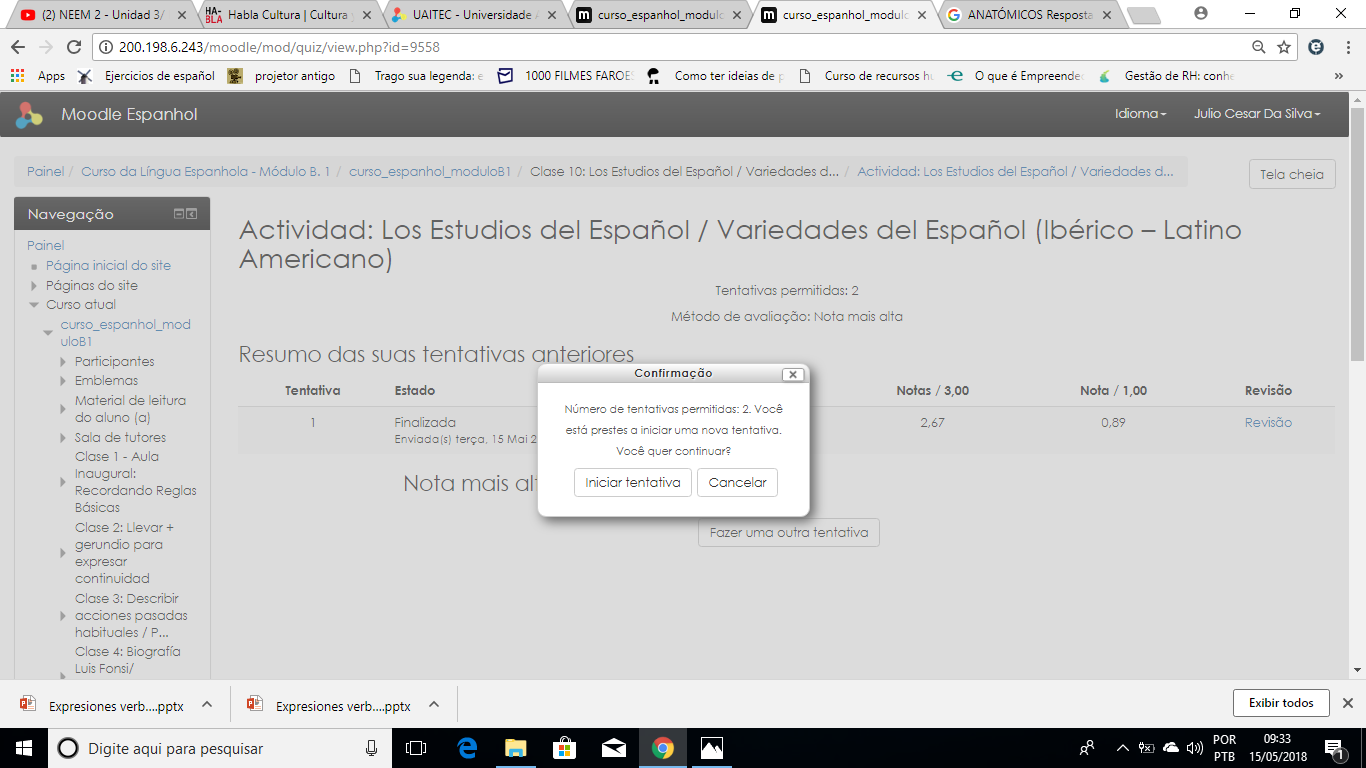 (2) NEEM 2 - Unidad 3/
HA-BLA Habla Cultura | Cultura y
UAITEC - Universidade A
curso_espanhol_modulo
curso_espanhol_modulo
ANATÓMICOS Resposta
200.198.6.243/moodle/mod/quiz/view.php?id=9558
Apps
Ejercicios de español
projetor antigo
Trago sua legenda: e
1000 FILMES FAROES
Como ter ideias de p
Curso de recursos hu
O que é Empreended
Gestão de RH: conhe
Moodle Espanhol
Idioma
Julio Cesar Da Silva
Painel / Curso da Língua Espanhola - Módulo B. 1 / curso_espanhol_moduloB1 / Clase 10: Los Estudios del Español / Variedades d... / Actividad: Los Estudios del Español / Variedades d...
Tela cheia
Navegação
Painel
Página inicial do site
Páginas do site
Curso atual
curso_espanhol_mod
uloB1
Participantes
Emblemas
Material de leitura
do aluno (a)
Sala de tutores
Clase 1 - Aula
Inaugural:
Recordando Reglas
Básicas
Clase 2: Llevar +
gerundio para
expresar
continuidad
Clase 3: Describir
acciones pasadas
habituales / P...
Clase 4: Biografía
Luis Fonsi/
Actividad: Los Estudios del Español / Variedades del Español (Ibérico – Latino
Americano)
Tentativas permitidas: 2
Método de avaliação: Nota mais alta
Resumo das suas tentativas anteriores
Tentativa Estado Notas / 3,00 Nota / 1,00 Revisão
1 Finalizada 2,67 0,89 Revisão
Enviada(s) terça, 15 Mai 2
Nota mais al
Fazer uma outra tentativa
Confirmação
Número de tentativas permitidas: 2. Você
está prestes a iniciar uma nova tentativa.
Você quer continuar?
Iniciar tentativa Cancelar
Expresiones verb....pptx
Expresiones verb....pptx
Exibir todos
Digite aqui para pesquisar
POR
PTB
09:33
15/05/2018
1